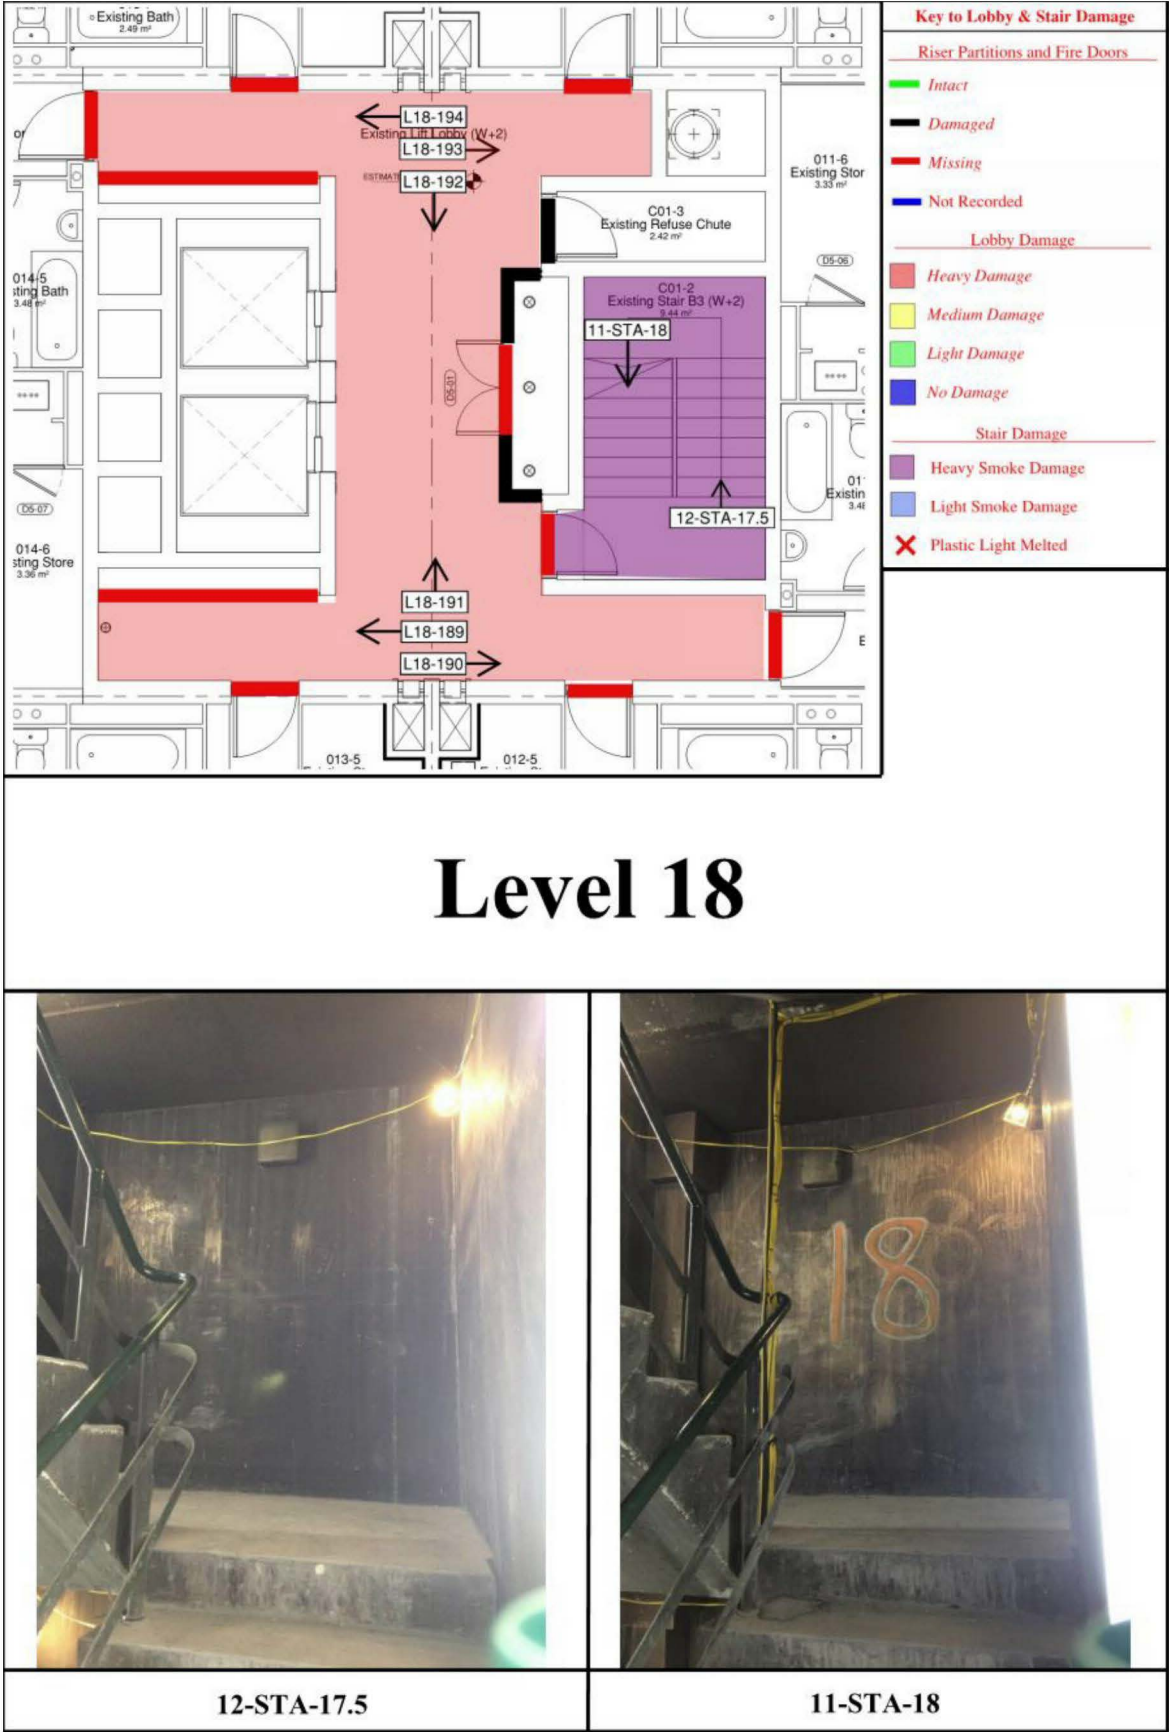 Existing Bath
2.49 m²
L18-194
Existing Lift Lobby (W+2)
L18-193
L18-192
C01-3
Existing Refuse Chute
2.42 m²
011-6
Existing Stor
3.33 m²
D5-06
014-5
sting Bath
3.48 m²
C01-2
Existing Stair B3 (W+2)
9.44 m²
11-STA-18
D5-01
D5-07
014-6
sting Store
3.36 m²
12-STA-17.5
Existin
L18-191
L18-189
L18-190
013-5
012-5
Key to Lobby & Stair Damage
Riser Partitions and Fire Doors
Intact
Damaged
Missing
Not Recorded
Lobby Damage
Heavy Damage
Medium Damage
Light Damage
No Damage
Stair Damage
Heavy Smoke Damage
Light Smoke Damage
Plastic Light Melted
Level 18
18
12-STA-17.5
11-STA-18